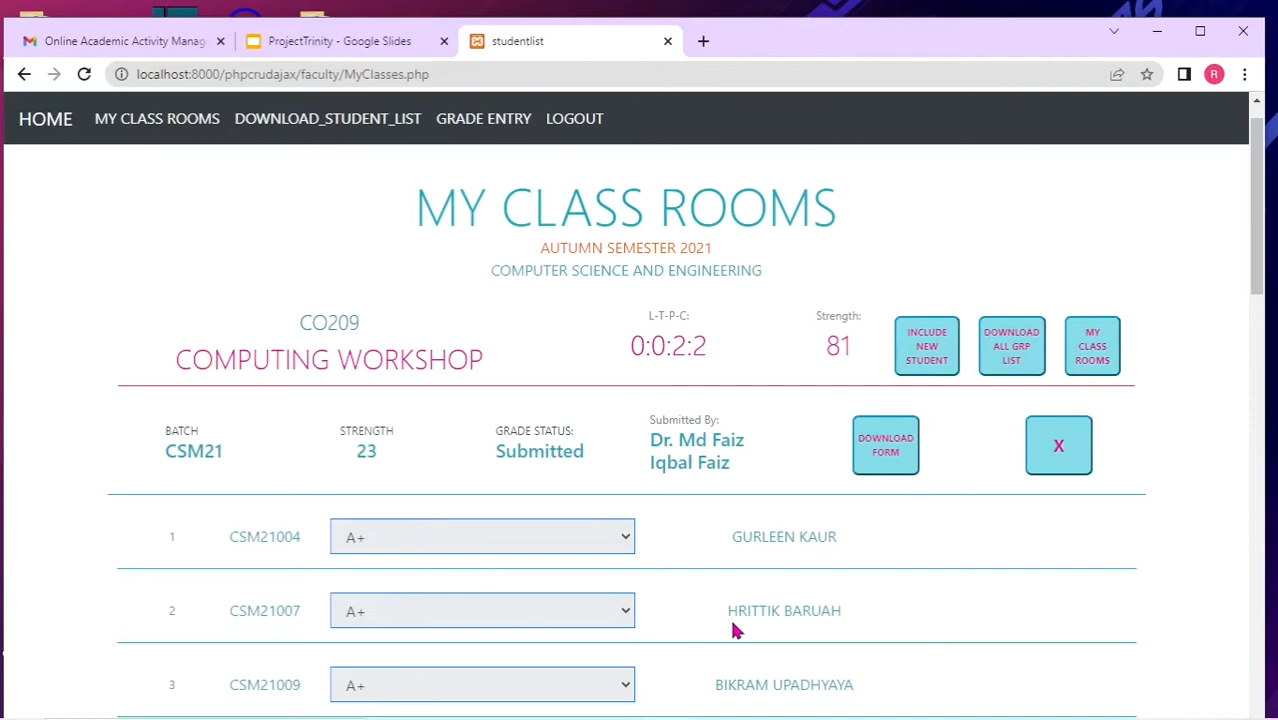 Online Academic Activity Manag
ProjectTrinity - Google Slides
studentlist
localhost:8000/phpcrudajax/faculty/MyClasses.php
R
HOME MY CLASS ROOMS DOWNLOAD_STUDENT_LIST GRADE ENTRY LOGOUT
MY CLASS ROOMS
AUTUMN SEMESTER 2021
COMPUTER SCIENCE AND ENGINEERING
CO209
COMPUTING WORKSHOP
L-T-P-C:
0:0:2:2
Strength:
81
INCLUDE
NEW
STUDENT
DOWNLOAD
ALL GRP
LIST
MY
CLASS
ROOMS
BATCH
CSM21
STRENGTH
23
GRADE STATUS:
Submitted
Submitted By:
Dr. Md Faiz
Iqbal Faiz
DOWNLOAD
FORM
X
1 CSM21004 A+ GURLEEN KAUR
2 CSM21007 A+ HRITTIK BARUAH
3 CSM21009 A+ BIKRAM UPADHYAYA